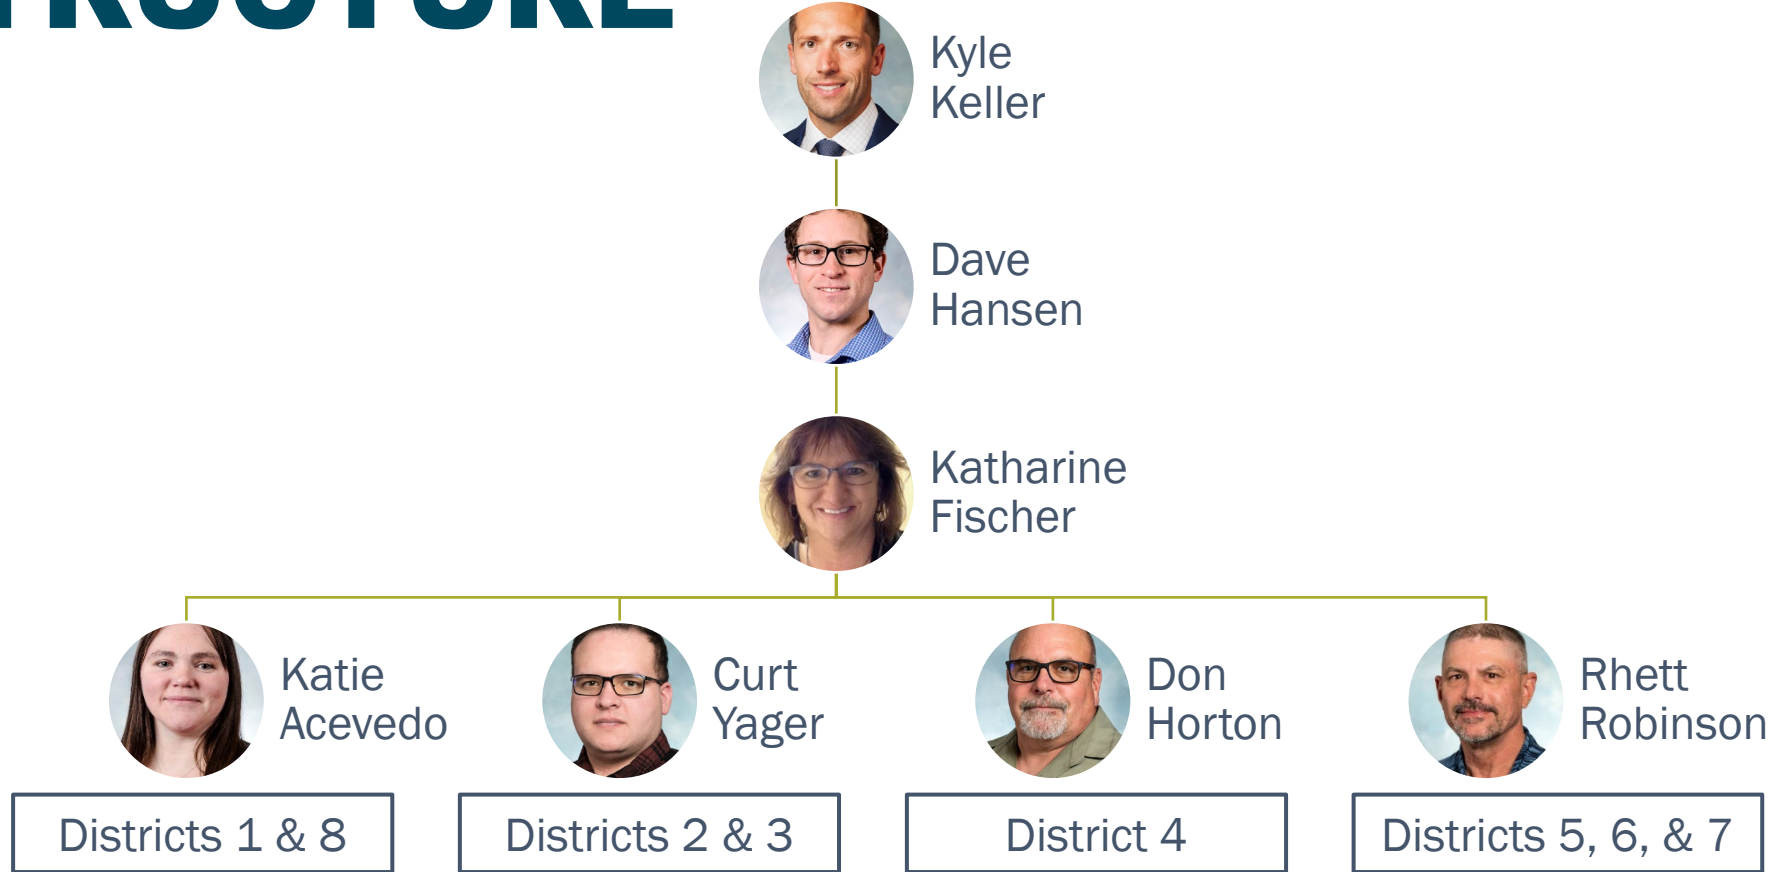 Kyle
Keller
Dave
Hansen
Katharine
Fischer
Katie
Acevedo
Curt
Yager
Don
Horton
Rhett
Robinson
Districts 1 & 8
Districts 2 & 3
District 4
Districts 5, 6, & 7